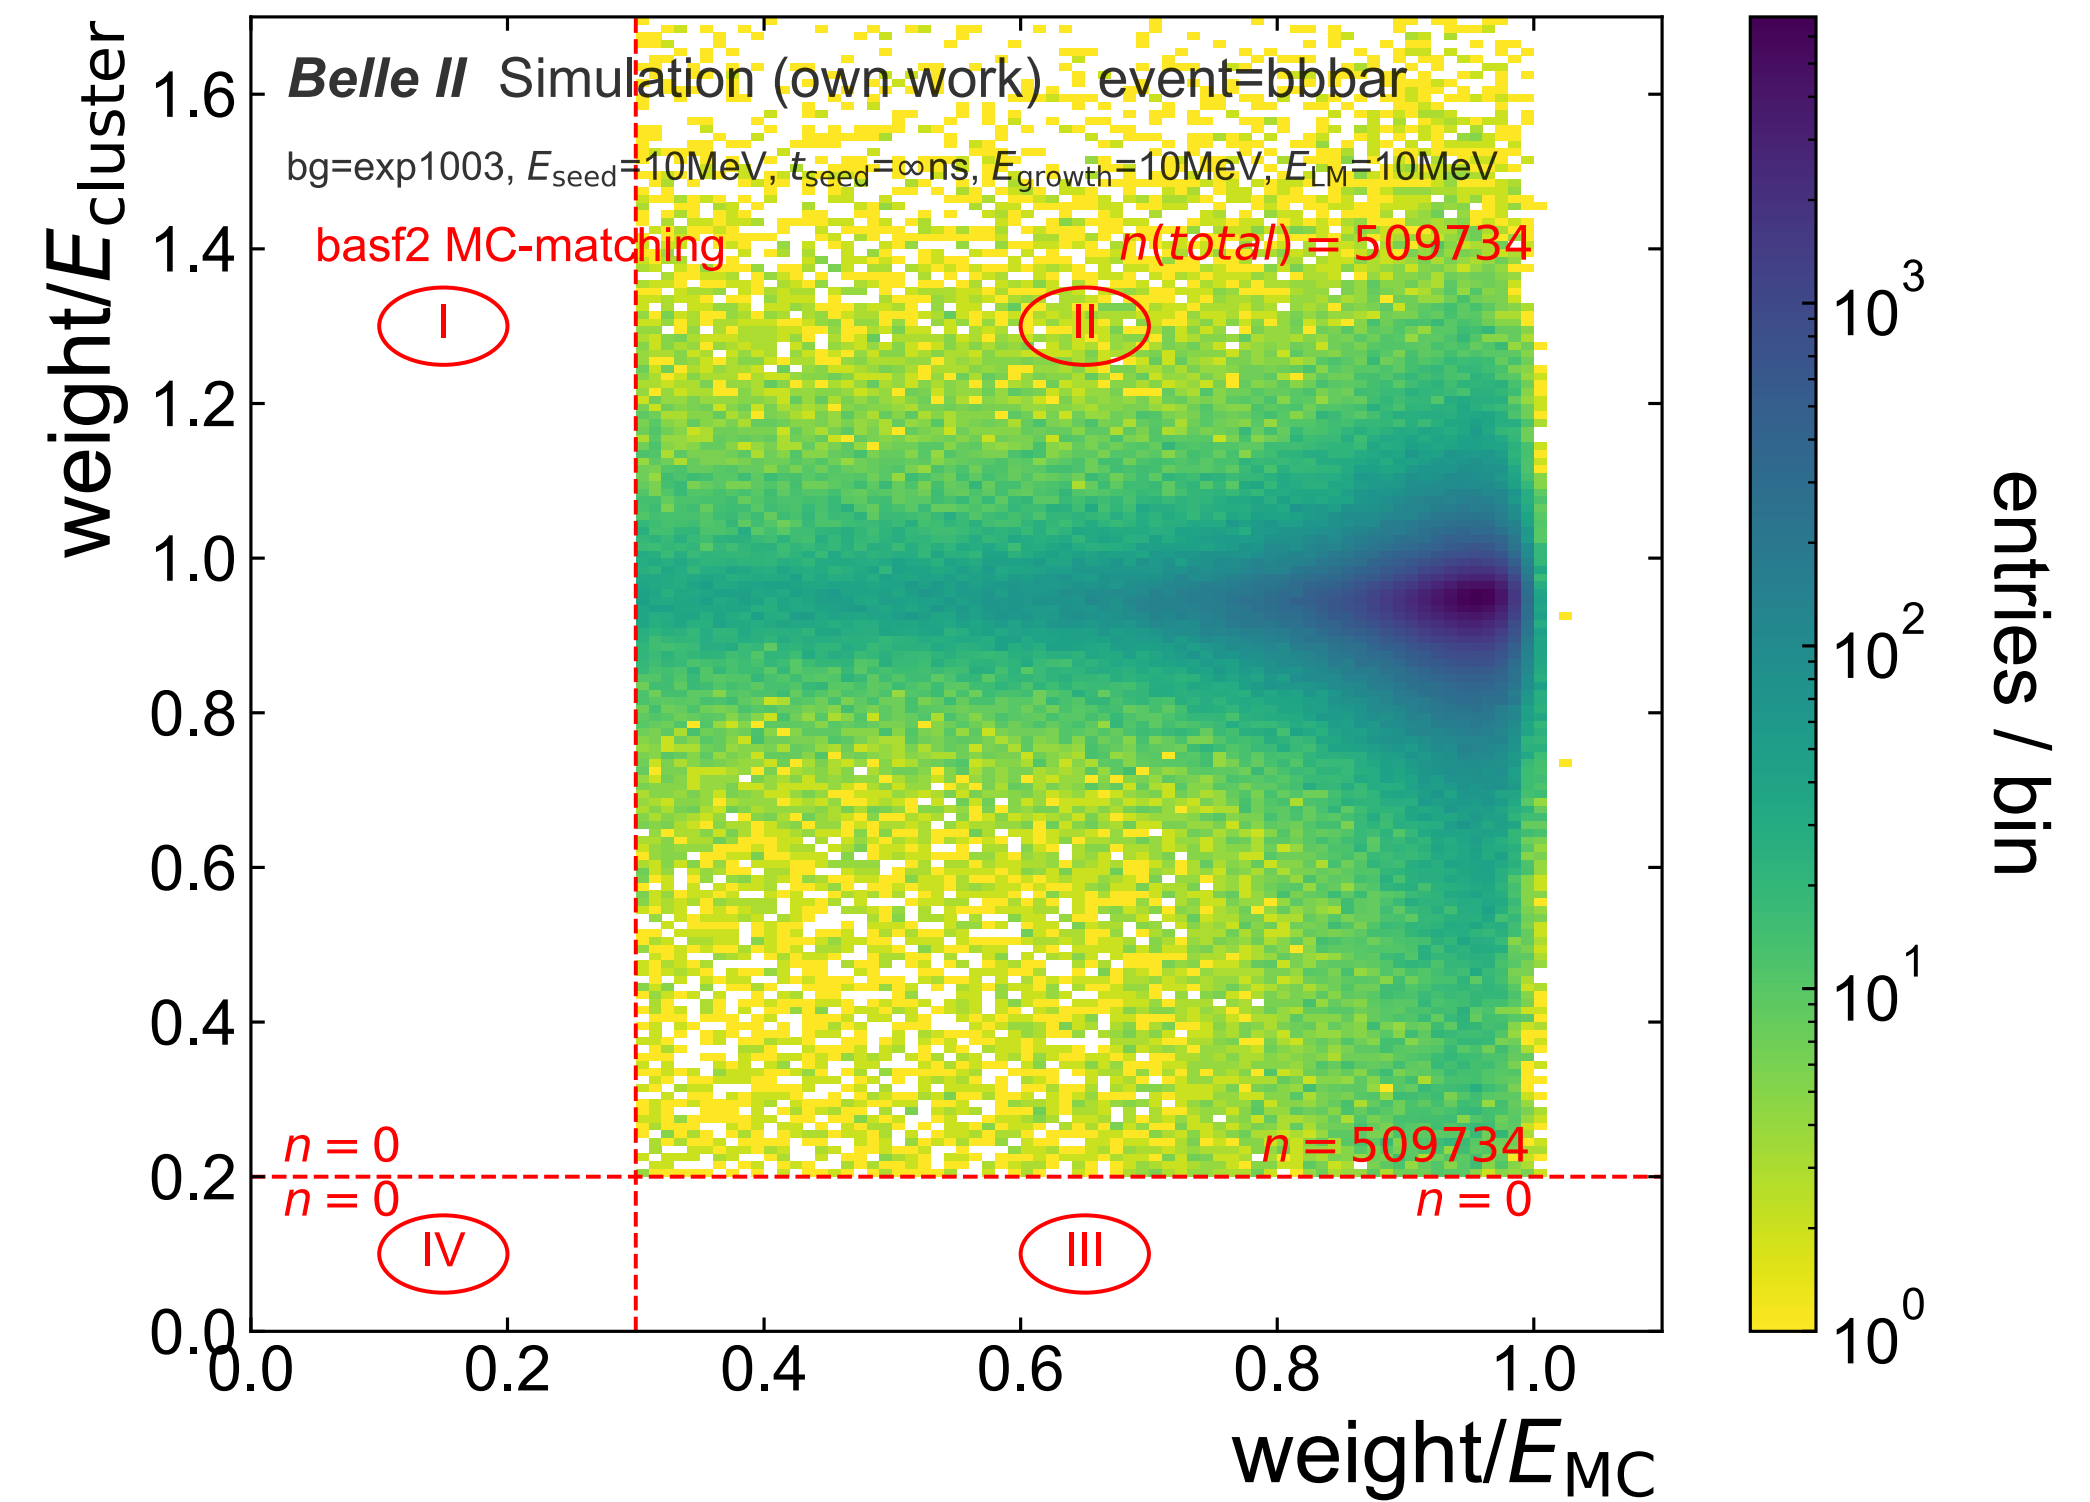 Belle II Simulation (own work) event=bbbar
bg=exp1003, E_seed=10MeV, t_seed=∞ns, E_growth=10MeV, E_LM=10MeV
basf2 MC-matching
n(total) = 509734
I
II
n = 0
n = 509734
n = 0
n = 0
IV
III
weight/E_cluster
1.6
1.4
1.2
1.0
0.8
0.6
0.4
0.2
0.0
0.0 0.2 0.4 0.6 0.8 1.0
weight/E_MC
10^3
10^2
10^1
10^0
entries / bin